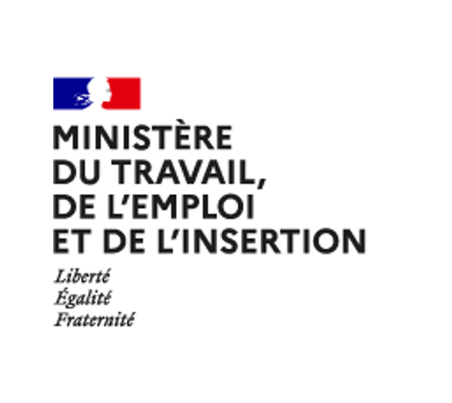 MINISTÈRE
DU TRAVAIL,
DE L'EMPLOI
ET DE L'INSERTION
Liberté
Égalité
Fraternité